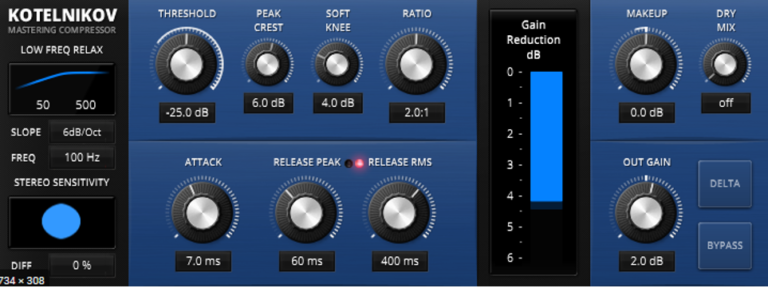 KOTELNIKOV
MASTERING COMPRESSOR
LOW FREQ RELAX
50 500
SLOPE 6dB/Oct
FREQ 100 Hz
STEREO SENSITIVITY
DIFF 0 %
734 × 308
THRESHOLD
-25.0 dB
PEAK
CREST
6.0 dB
SOFT
KNEE
4.0 dB
RATIO
2.0:1
ATTACK
7.0 ms
RELEASE PEAK
60 ms
RELEASE RMS
400 ms
Gain
Reduction
dB
0 -
1 -
2 -
3 -
4 -
5 -
6 -
MAKEUP
0.0 dB
DRY
MIX
off
OUT GAIN
2.0 dB
DELTA
BYPASS